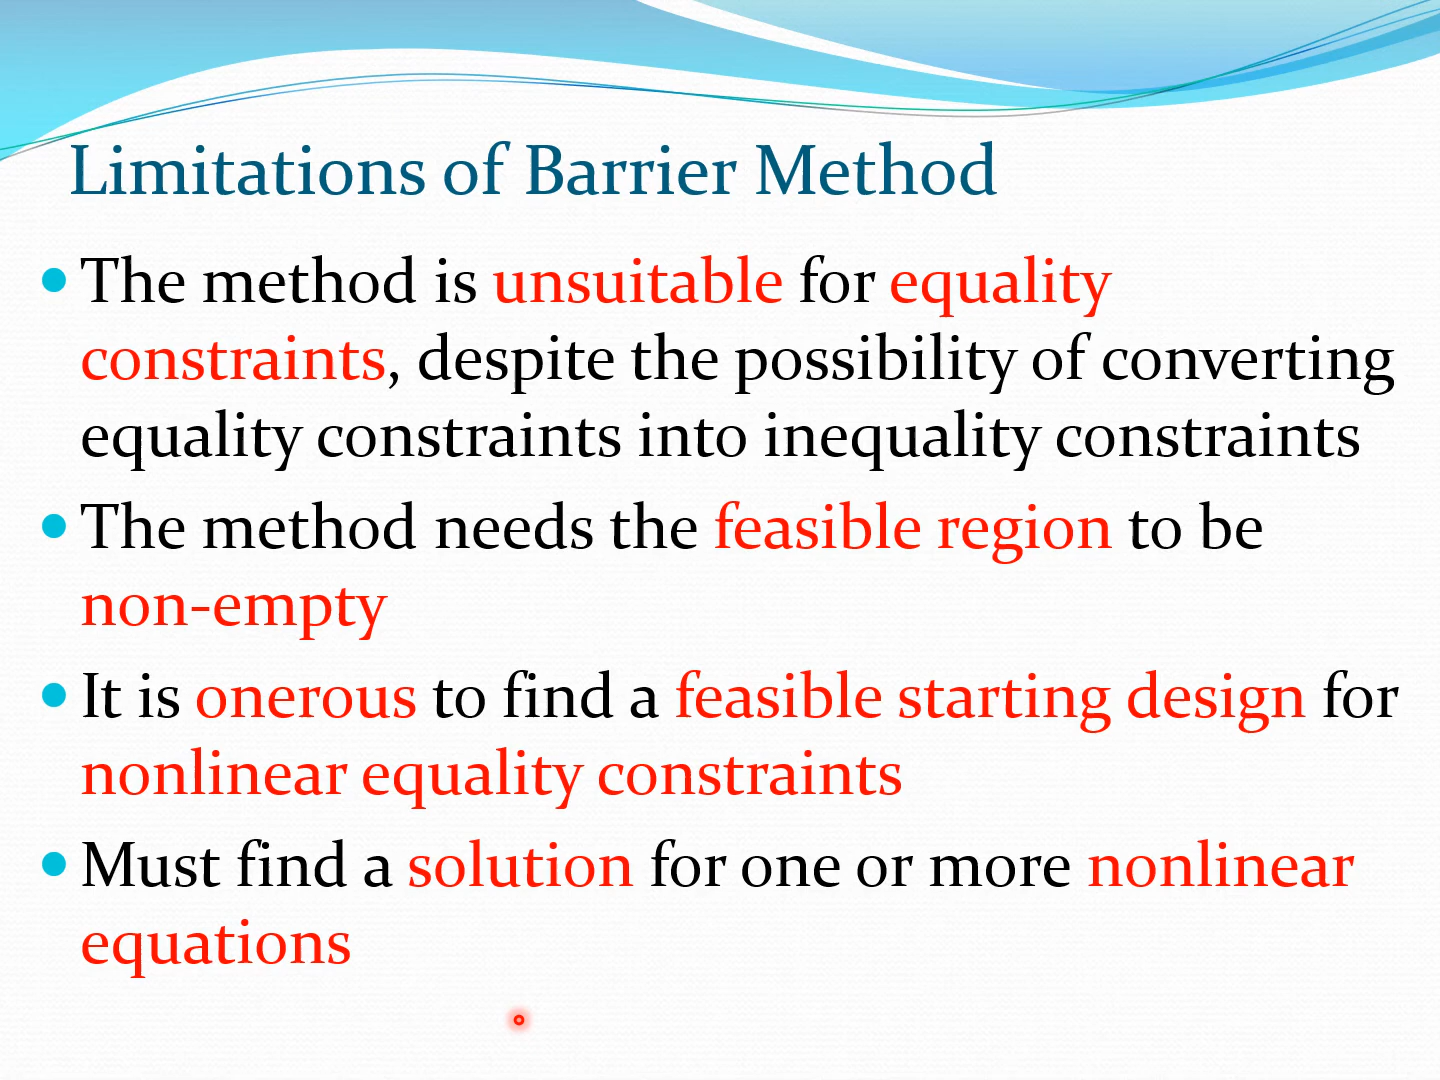 Limitations of Barrier Method
The method is unsuitable for equality
constraints, despite the possibility of converting
equality constraints into inequality constraints
The method needs the feasible region to be
non-empty
It is onerous to find a feasible starting design for
nonlinear equality constraints
Must find a solution for one or more nonlinear
equations